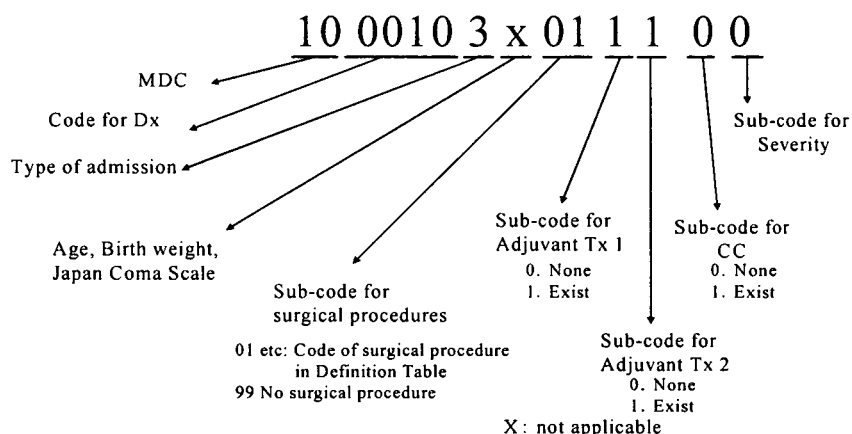 10 0010 3 x 01 1 1 0 0
MDC
Code for Dx
Type of admission
Age, Birth weight,
Japan Coma Scale
Sub-code for
surgical procedures
01 etc: Code of surgical procedure
in Definition Table
99 No surgical procedure
Sub-code for
Adjuvant Tx 1
0. None
1. Exist
Sub-code for
Adjuvant Tx 2
0. None
1. Exist
Sub-code for
CC
0. None
1. Exist
Sub-code for
Severity
X: not applicable